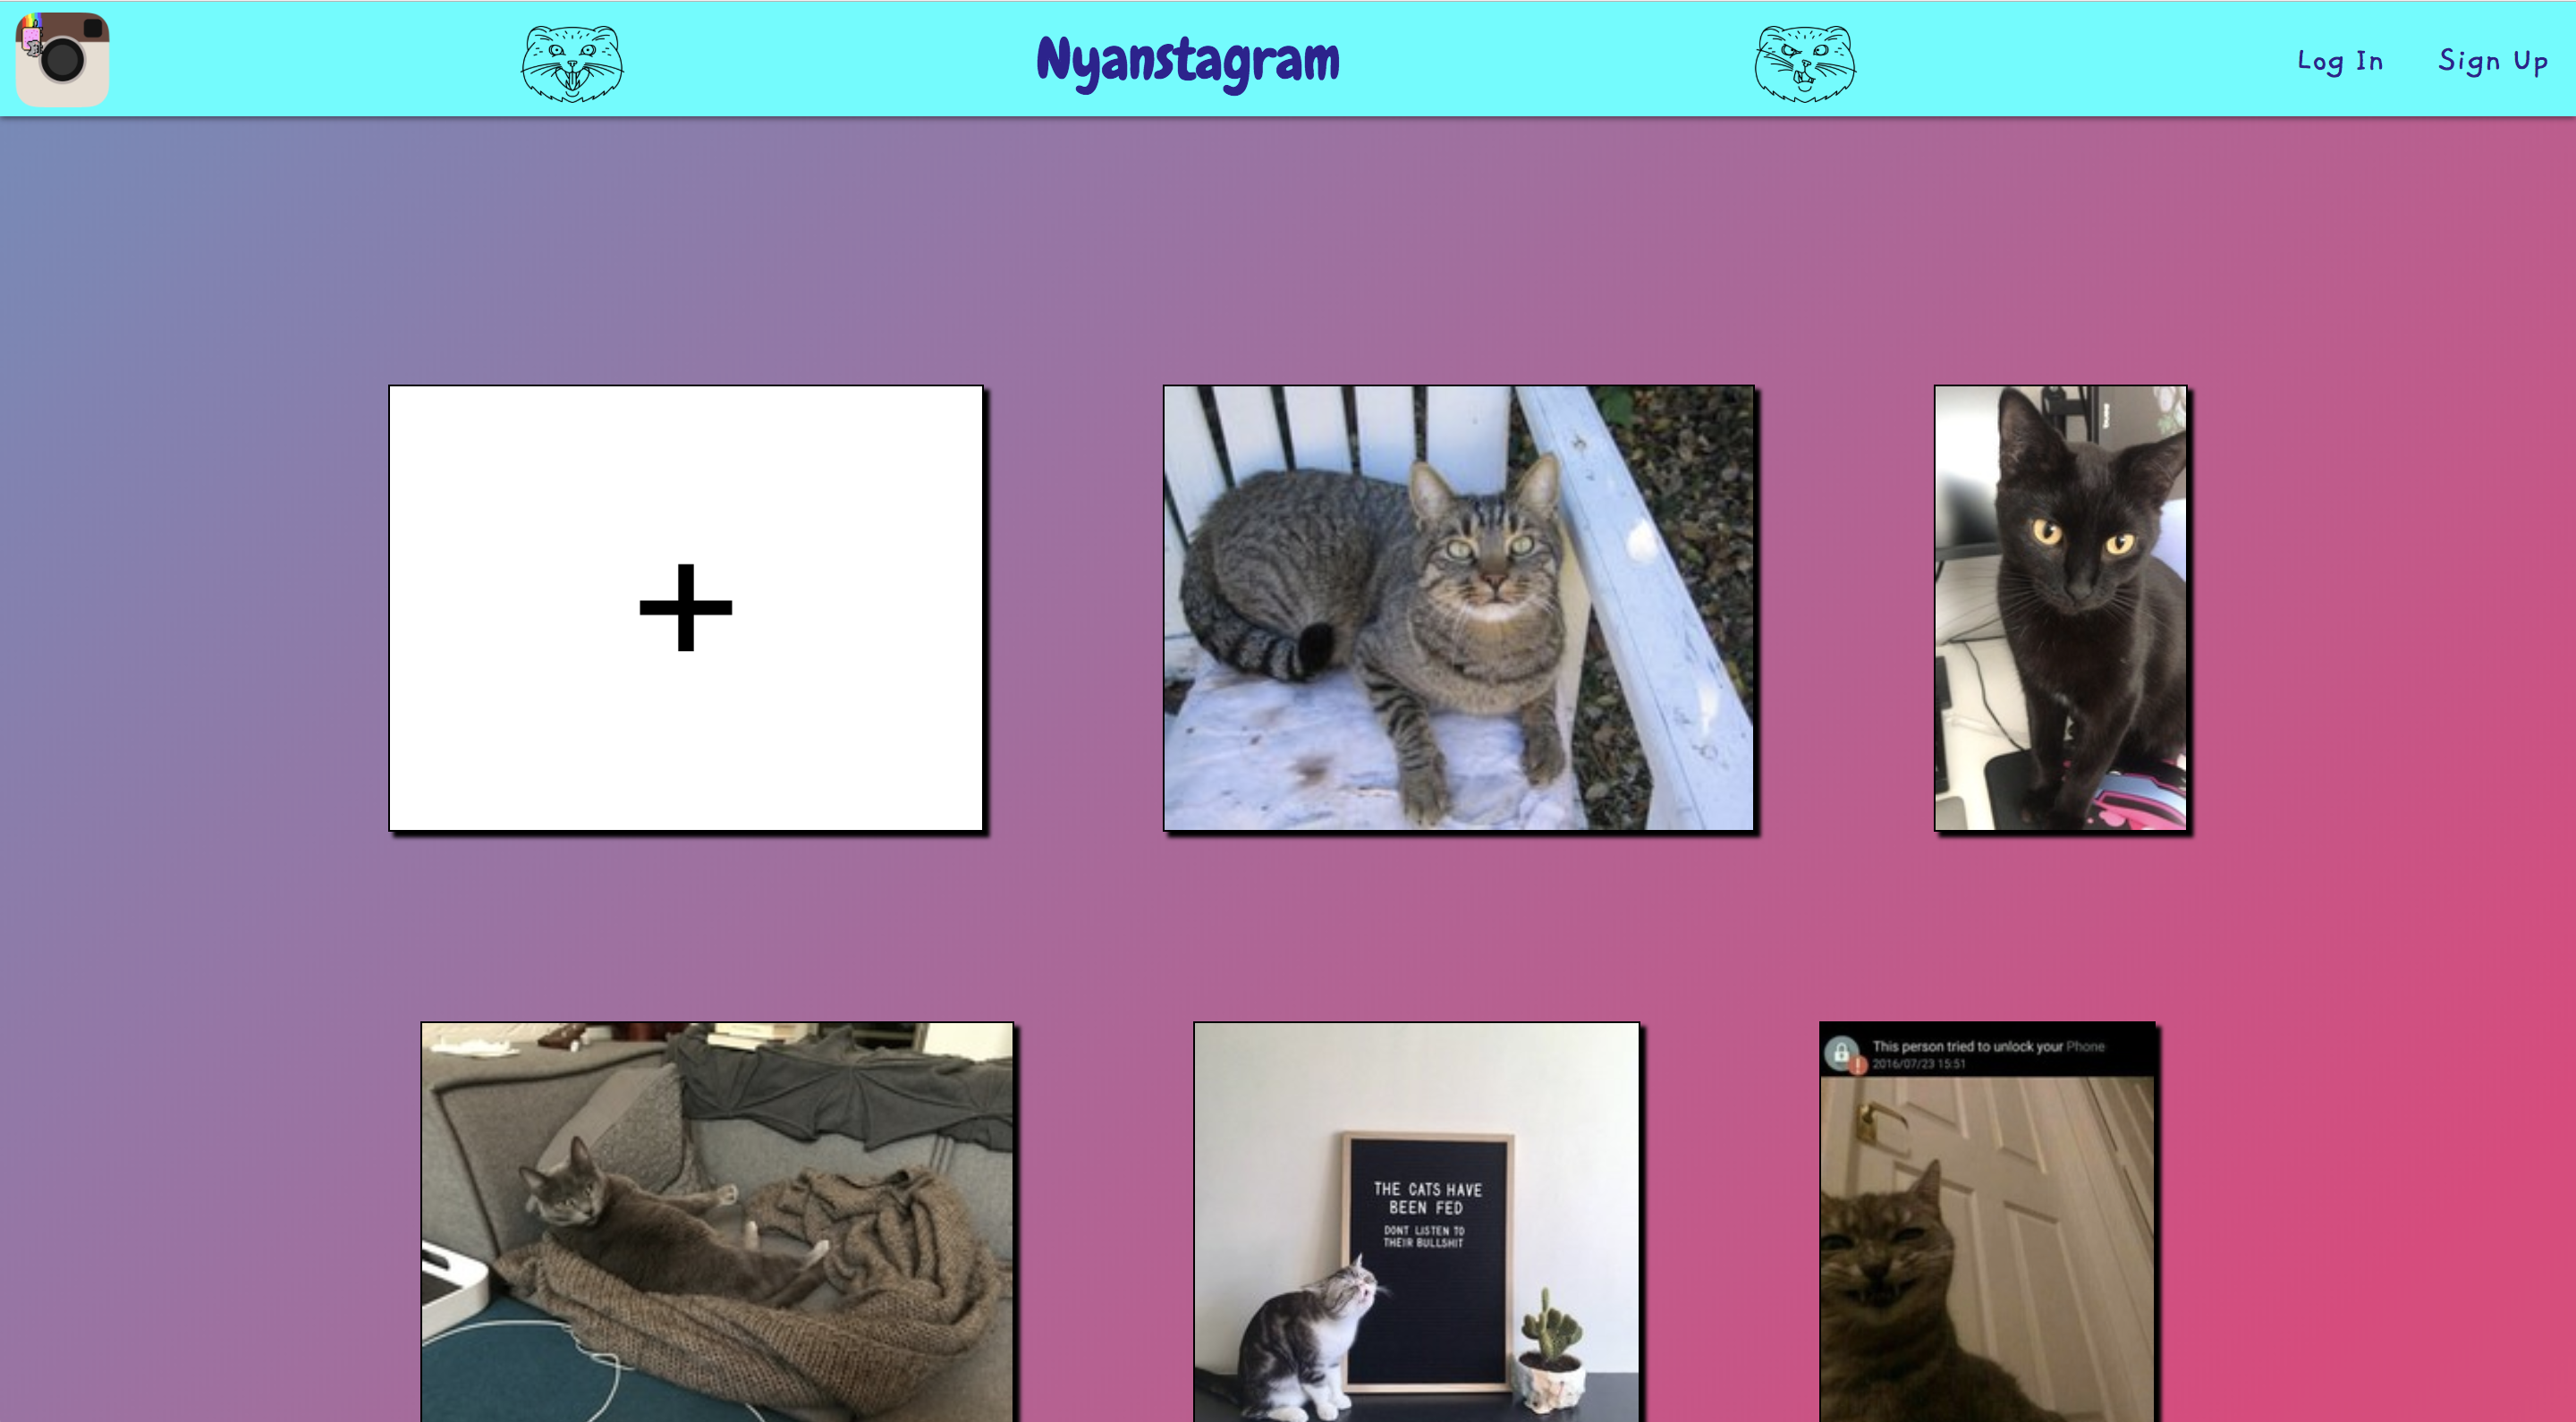 Nyanstagram
Log In
Sign Up
This person tried to unlock your Phone
2016/07/23 15:51
THE CATS HAVE
BEEN FED
DONT LISTEN TO
THEIR BULLSHIT